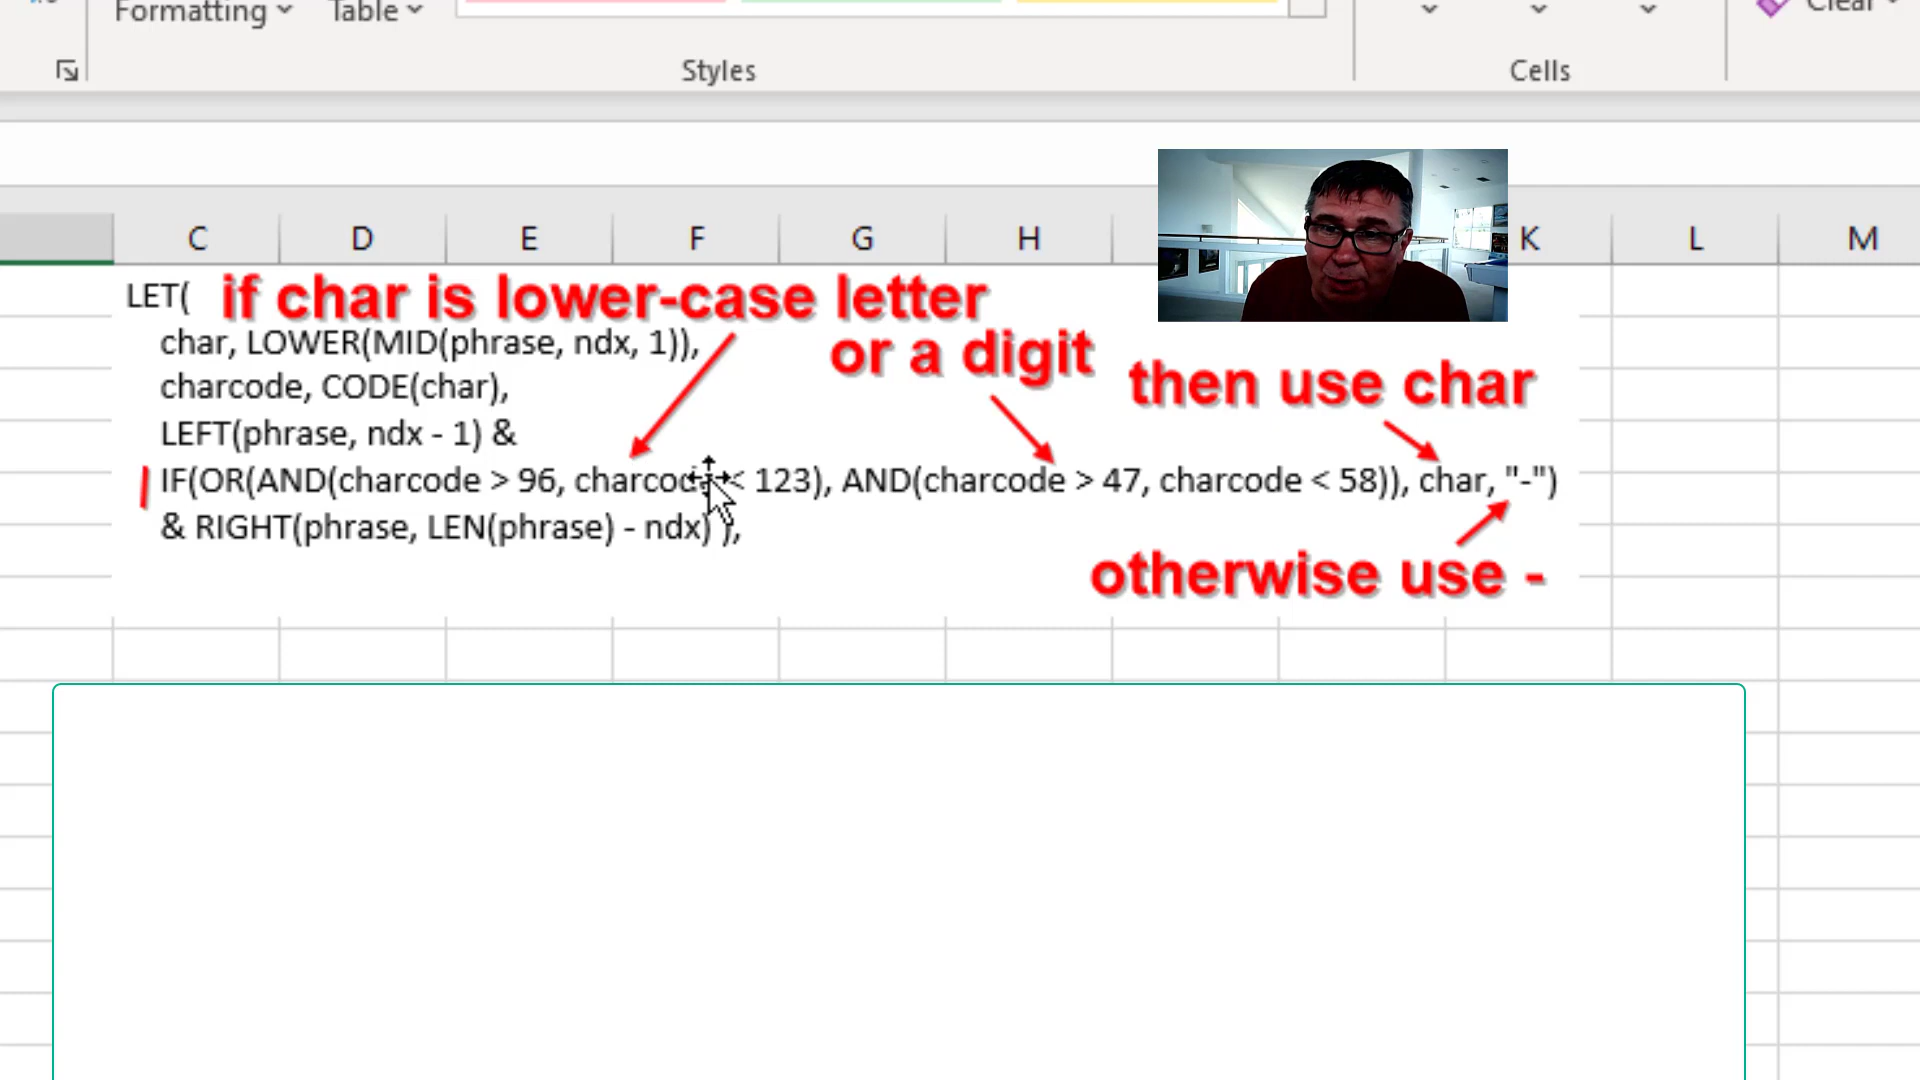 Formatting Table Clear
Styles Cells
C D E F G H K L M
LET( if char is lower-case letter
char, LOWER(MID(phrase, ndx, 1)), or a digit
then use char
charcode, CODE(char),
LEFT(phrase, ndx - 1) &
IF(OR(AND(charcode > 96, charcode < 123), AND(charcode > 47, charcode < 58)), char, "-")
& RIGHT(phrase, LEN(phrase) - ndx) ),
otherwise use -